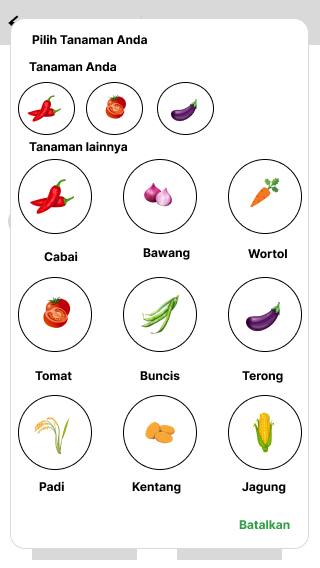 Pilih Tanaman Anda
Tanaman Anda
Tanaman lainnya
Cabai
Bawang
Wortol
Tomat
Buncis
Terong
Padi
Kentang
Jagung
Batalkan